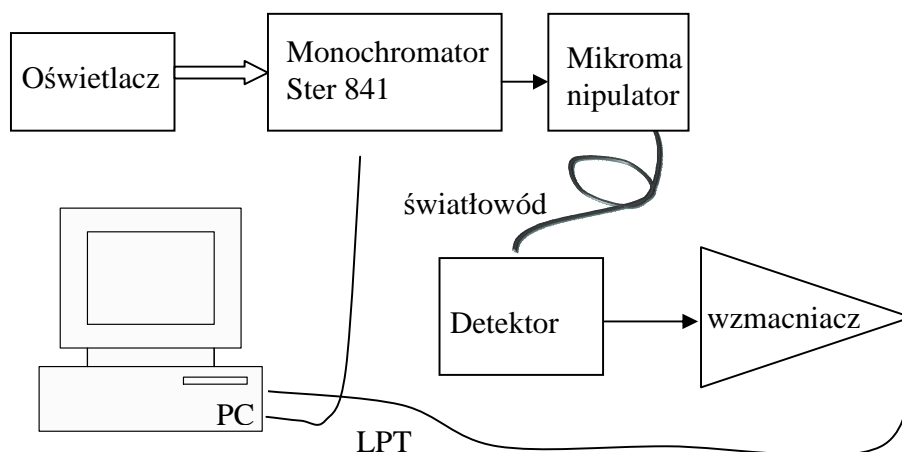 Oświetlacz
Monochromator
Ster 841
Mikroma
nipulator
światłowód
Detektor
wzmacniacz
PC
LPT